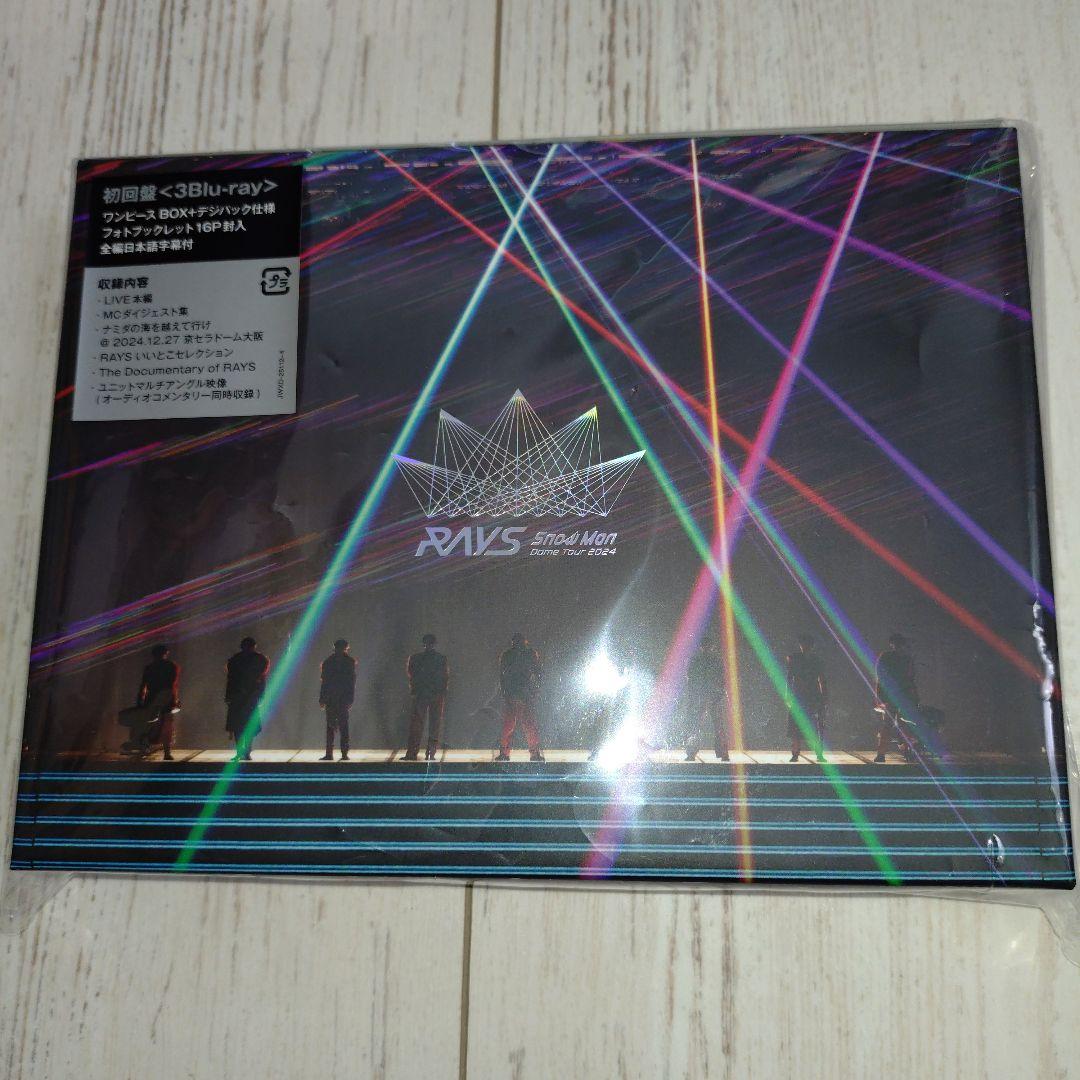 初回盤<3Blu-ray>
ワンピースBOX+デジパック仕様
フォトブックレット16P封入
全編日本語字幕付
収録内容
プラ
・LIVE本編
・MCダイジェスト集
・ナミダの海を越えて行け
@ 2024.12.27 京セラドーム大阪
・RAYS いいとこセレクション
・The Documentary of RAYS
・ユニットマルチアングル映像
(オーディオコメンタリー同時収録)
RAYS Snow Man
Dome Tour 2024